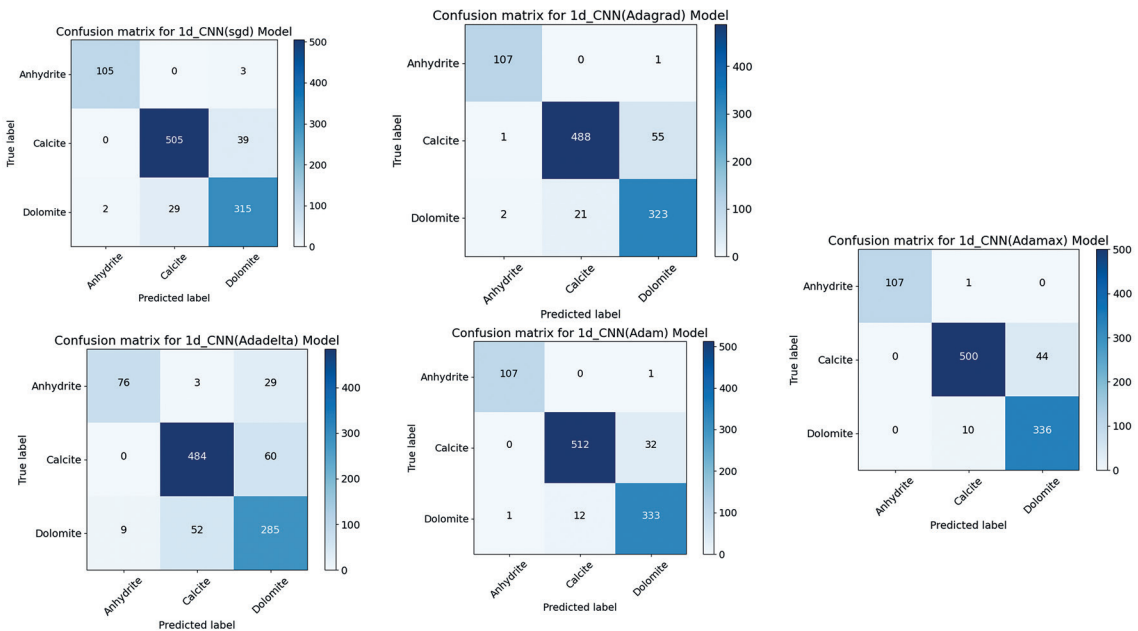 Confusion matrix for 1d_CNN(sgd) Model
Anhydrite 105 0 3
Calcite 0 505 39
Dolomite 2 29 315
True label
Anhydrite Calcite Dolomite
Predicted label
500
400
300
200
100
0
Confusion matrix for 1d_CNN(Adagrad) Model
Anhydrite 107 0 1
Calcite 1 488 55
Dolomite 2 21 323
True label
Anhydrite Calcite Dolomite
Predicted label
400
300
200
100
0
Confusion matrix for 1d_CNN(Adamax) Model
Anhydrite 107 1 0
Calcite 0 500 44
Dolomite 0 10 336
True label
Anhydrite Calcite Dolomite
Predicted label
500
400
300
200
100
0
Confusion matrix for 1d_CNN(Adadelta) Model
Anhydrite 76 3 29
Calcite 0 484 60
Dolomite 9 52 285
True label
Anhydrite Calcite Dolomite
Predicted label
400
300
200
100
0
Confusion matrix for 1d_CNN(Adam) Model
Anhydrite 107 0 1
Calcite 0 512 32
Dolomite 1 12 333
True label
Anhydrite Calcite Dolomite
Predicted label
500
400
300
200
100
0